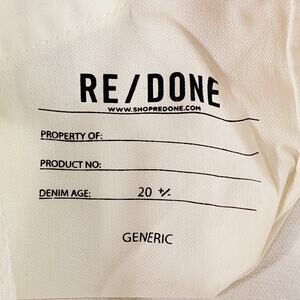 RE/DONE
WWW.SHOPREDONE.COM
PROPERTY OF:
PRODUCT NO:
DENIM AGE: 20 +/-
GENERIC